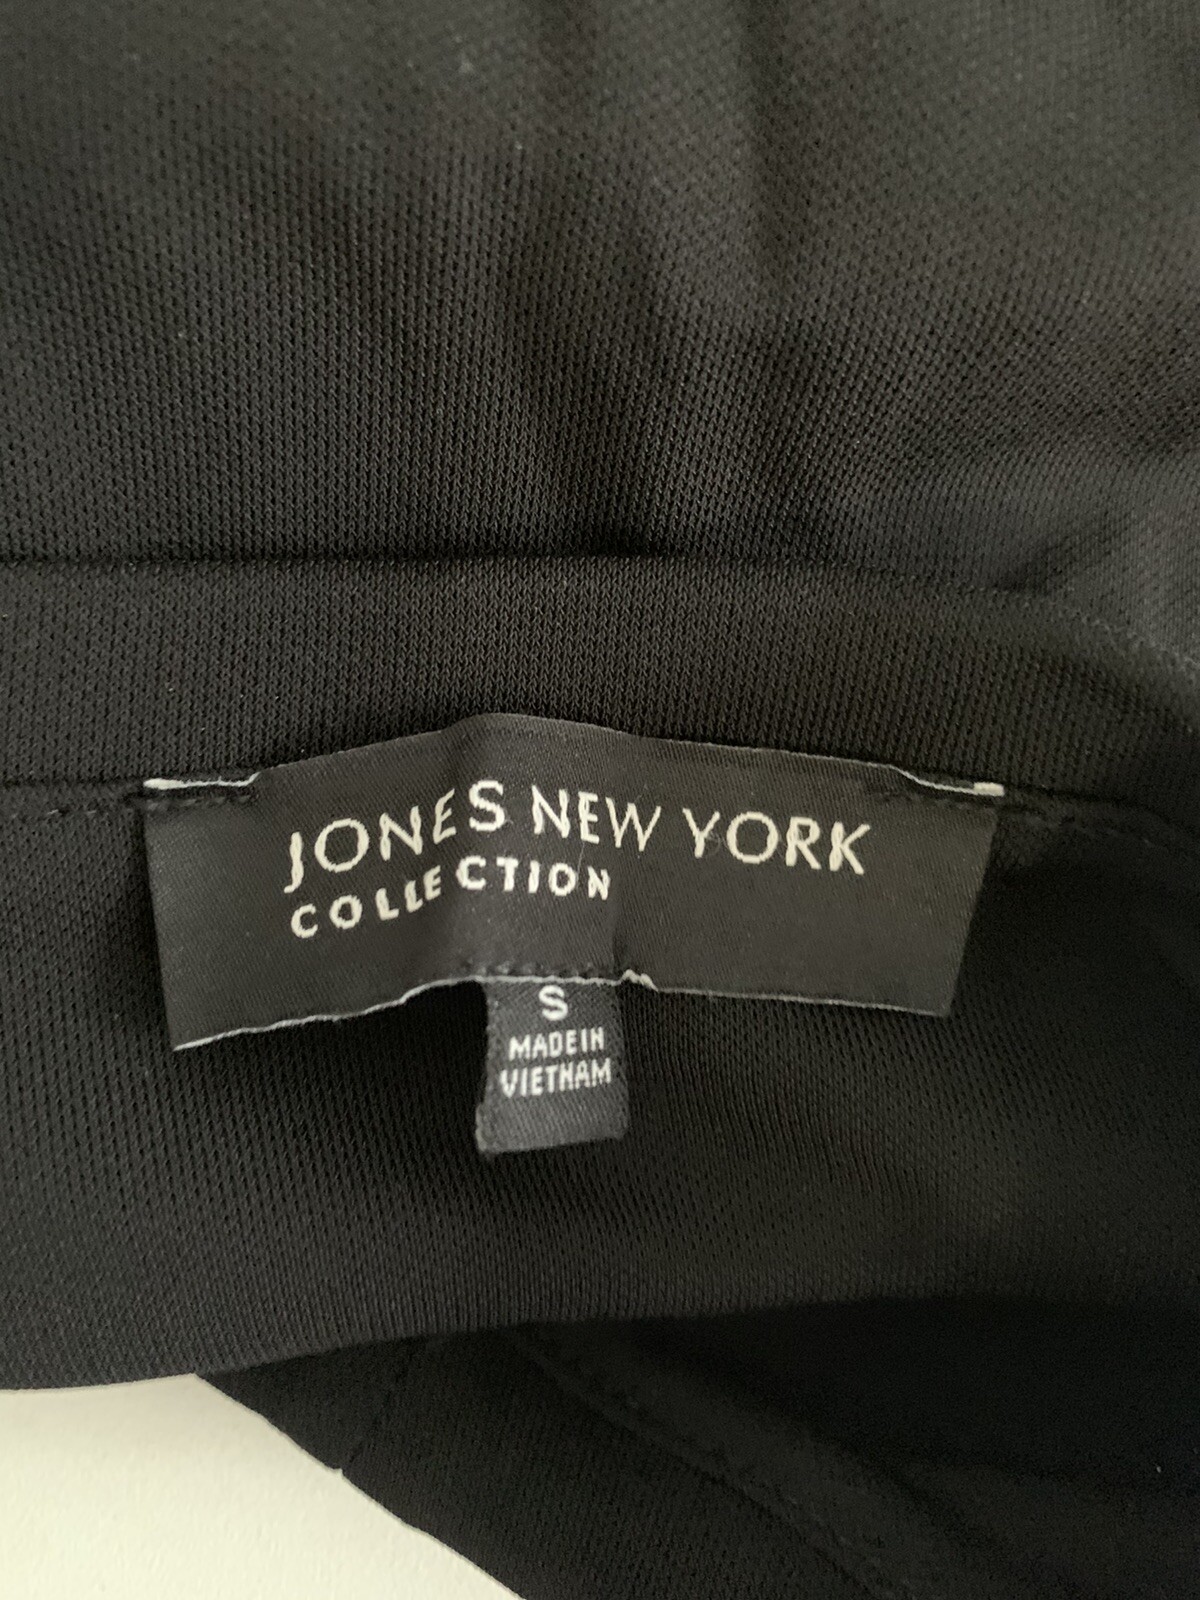 JONES NEW YORK
COLLECTION
S
MADE IN
VIETNAM